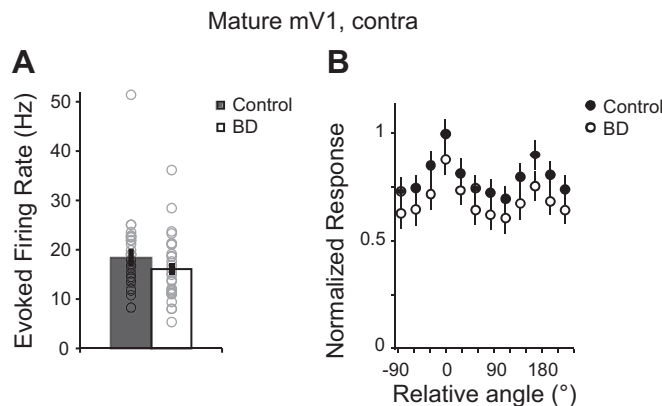 Mature mV1, contra
A
Evoked Firing Rate (Hz)
50
40
30
20
10
0
Control
BD
B
Normalized Response
1
0.5
0
-90 0 90 180
Relative angle (°)
Control
BD